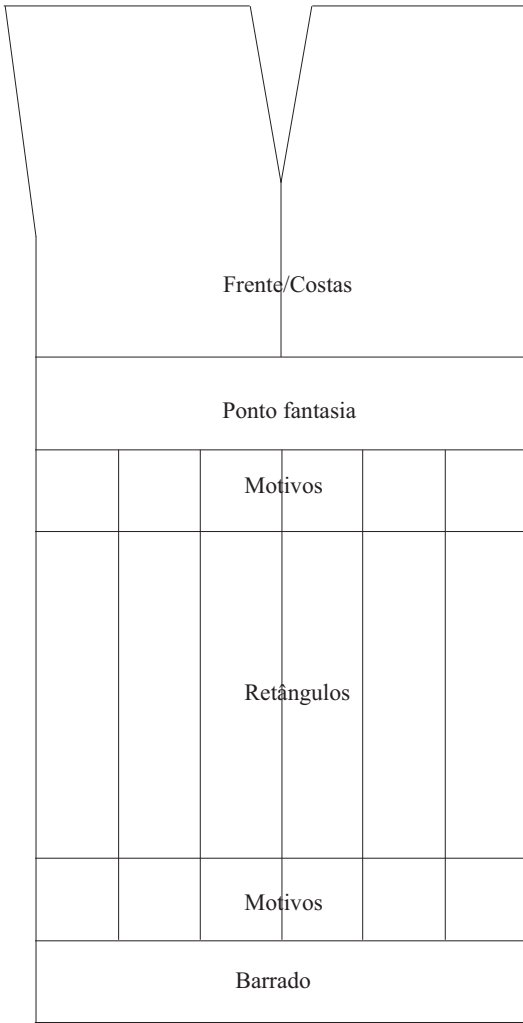 Frente/Costas
Ponto fantasia
Motivos
Retângulos
Motivos
Barrado